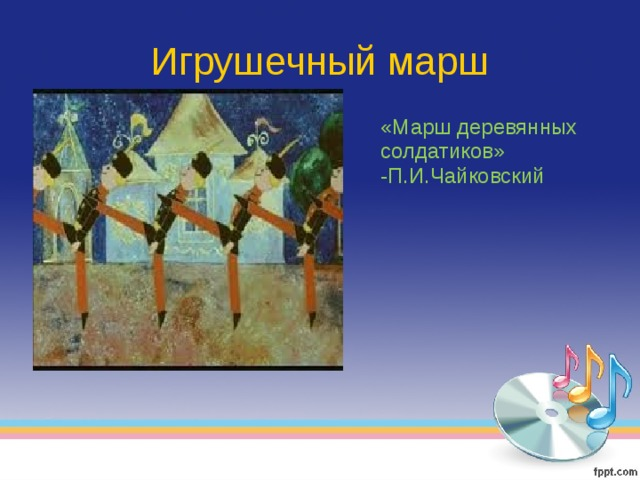 Игрушечный марш
«Марш деревянных
солдатиков»
-П.И.Чайковский
fppt.com